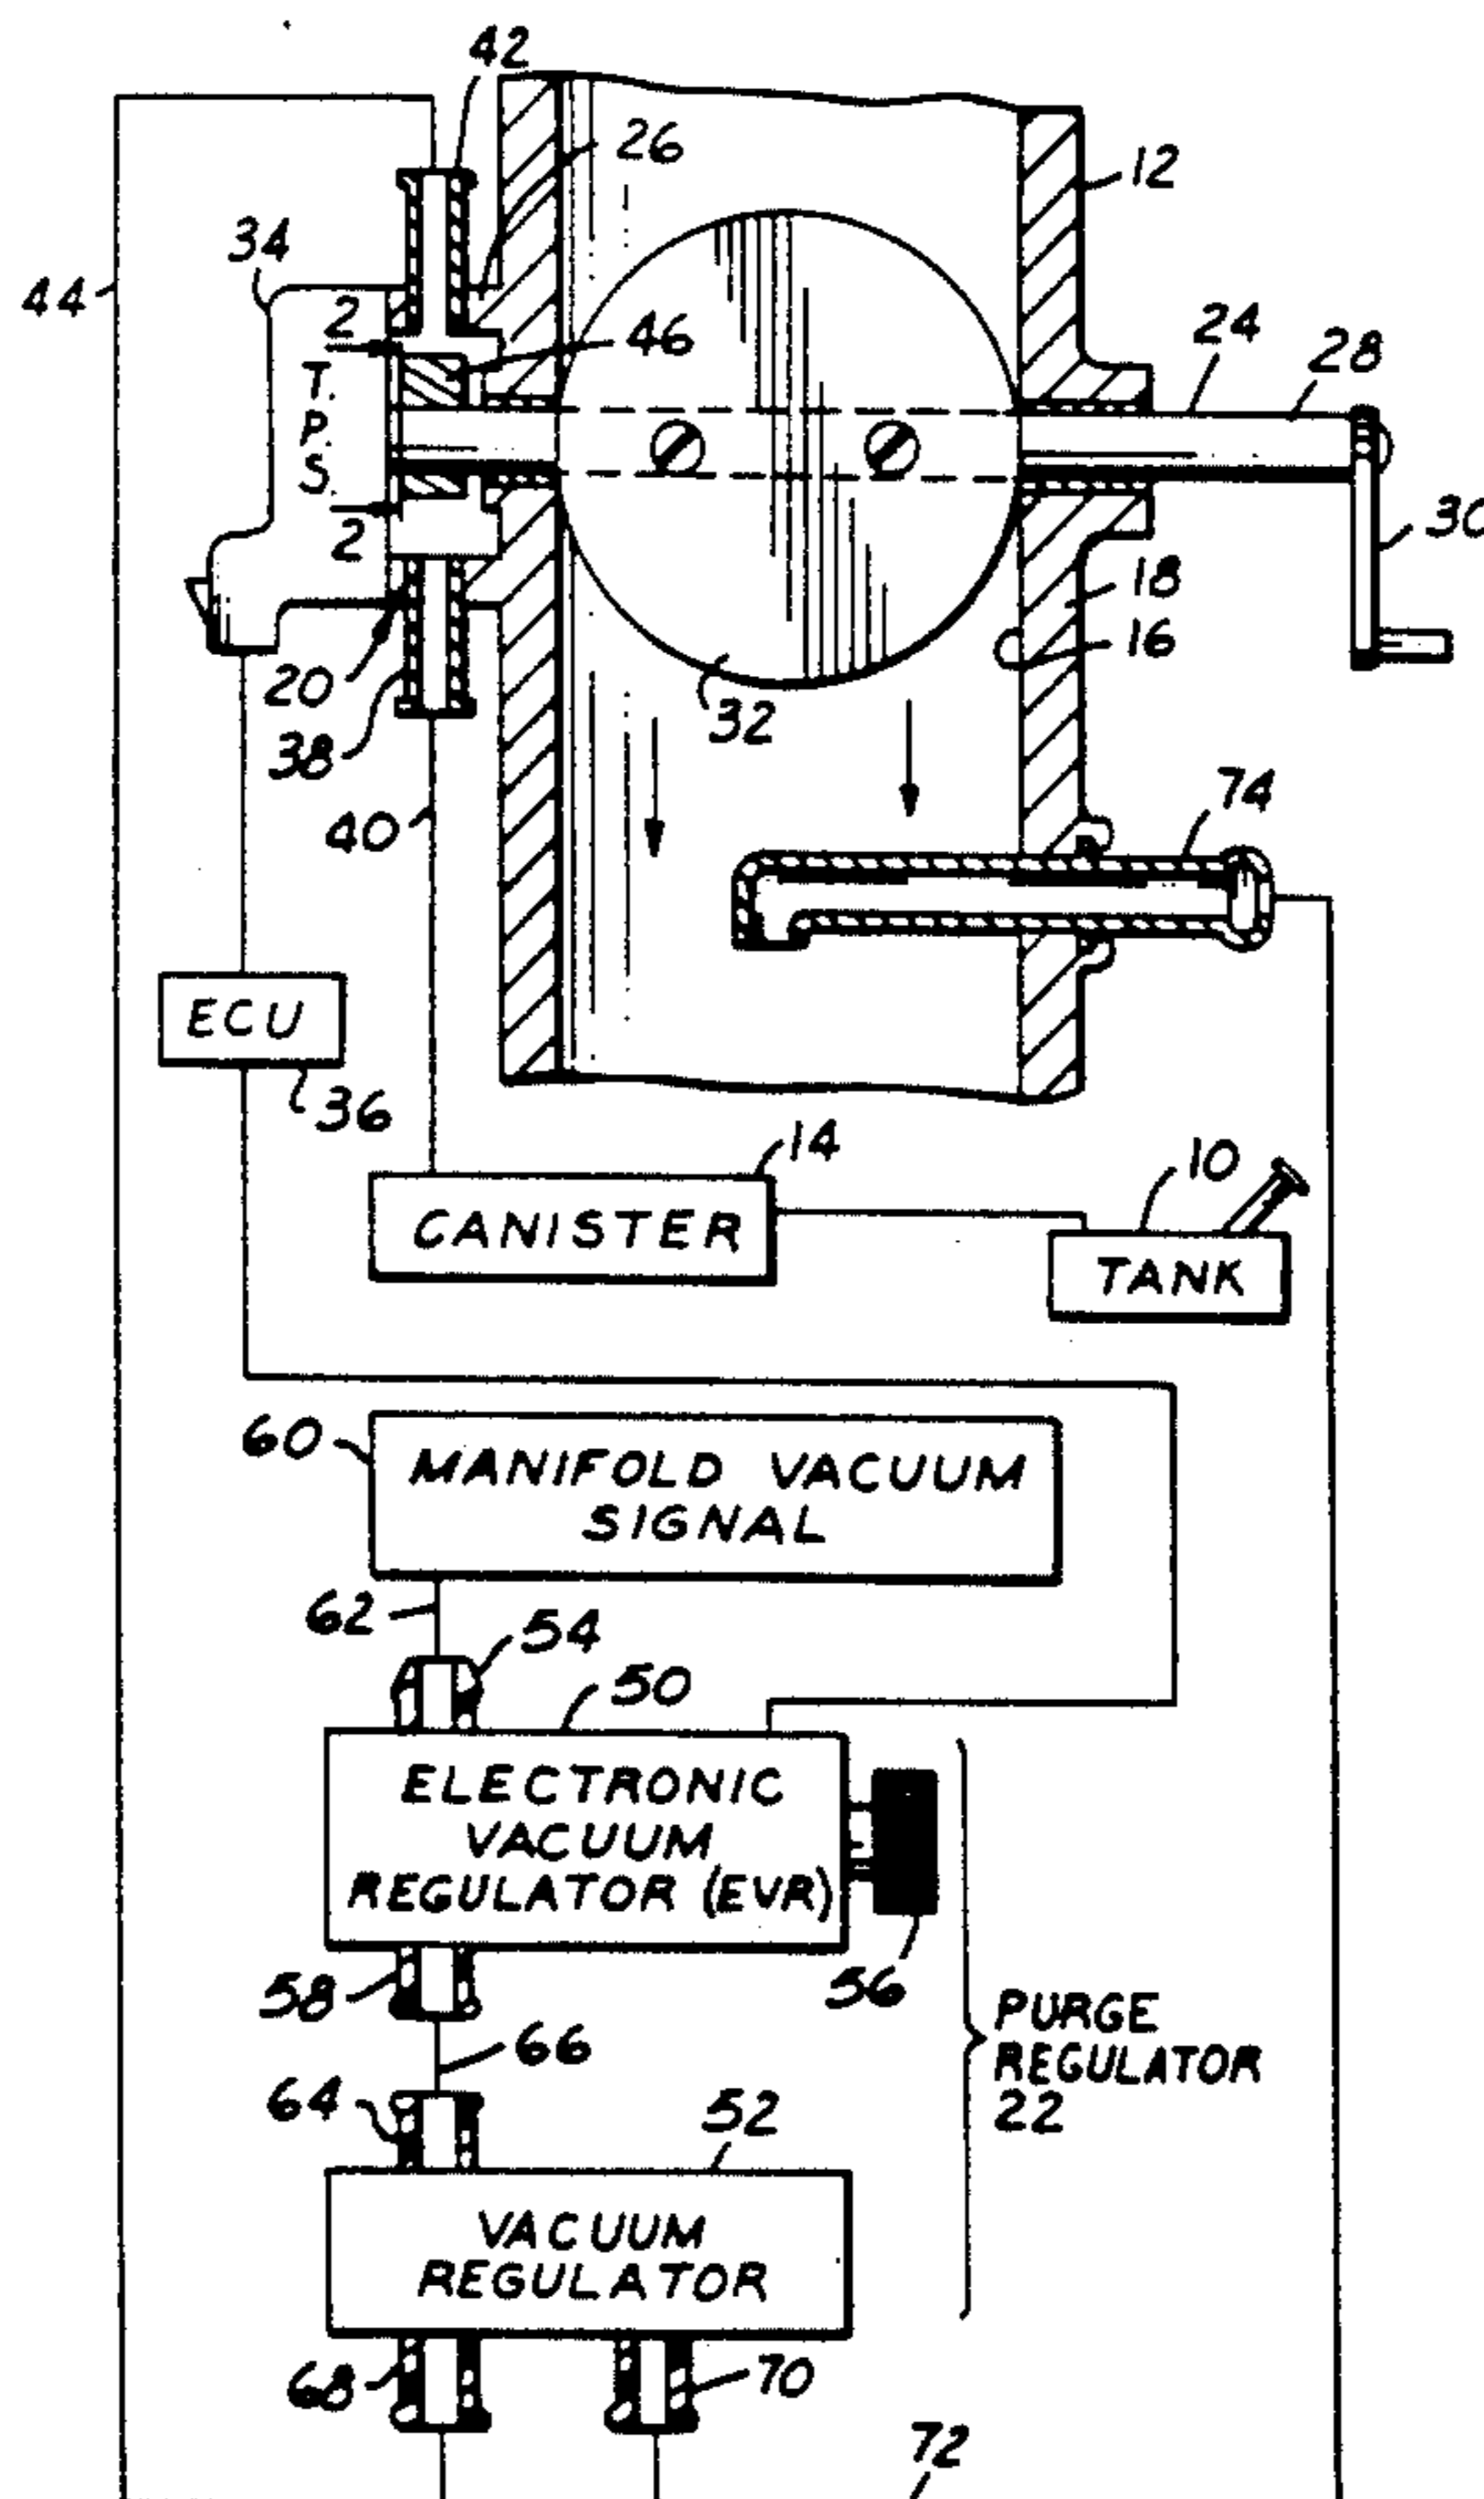 42
26
12
34
44
2
46
24
28
T.
P.
S.
30
2
18
16
20
32
38
74
40
ECU
36
14
10
CANISTER
TANK
60
MANIFOLD VACUUM
SIGNAL
62
54
50
ELECTRONIC
VACUUM
REGULATOR (EVR)
58
56
PURGE
REGULATOR
22
66
64
52
VACUUM
REGULATOR
68
70
72